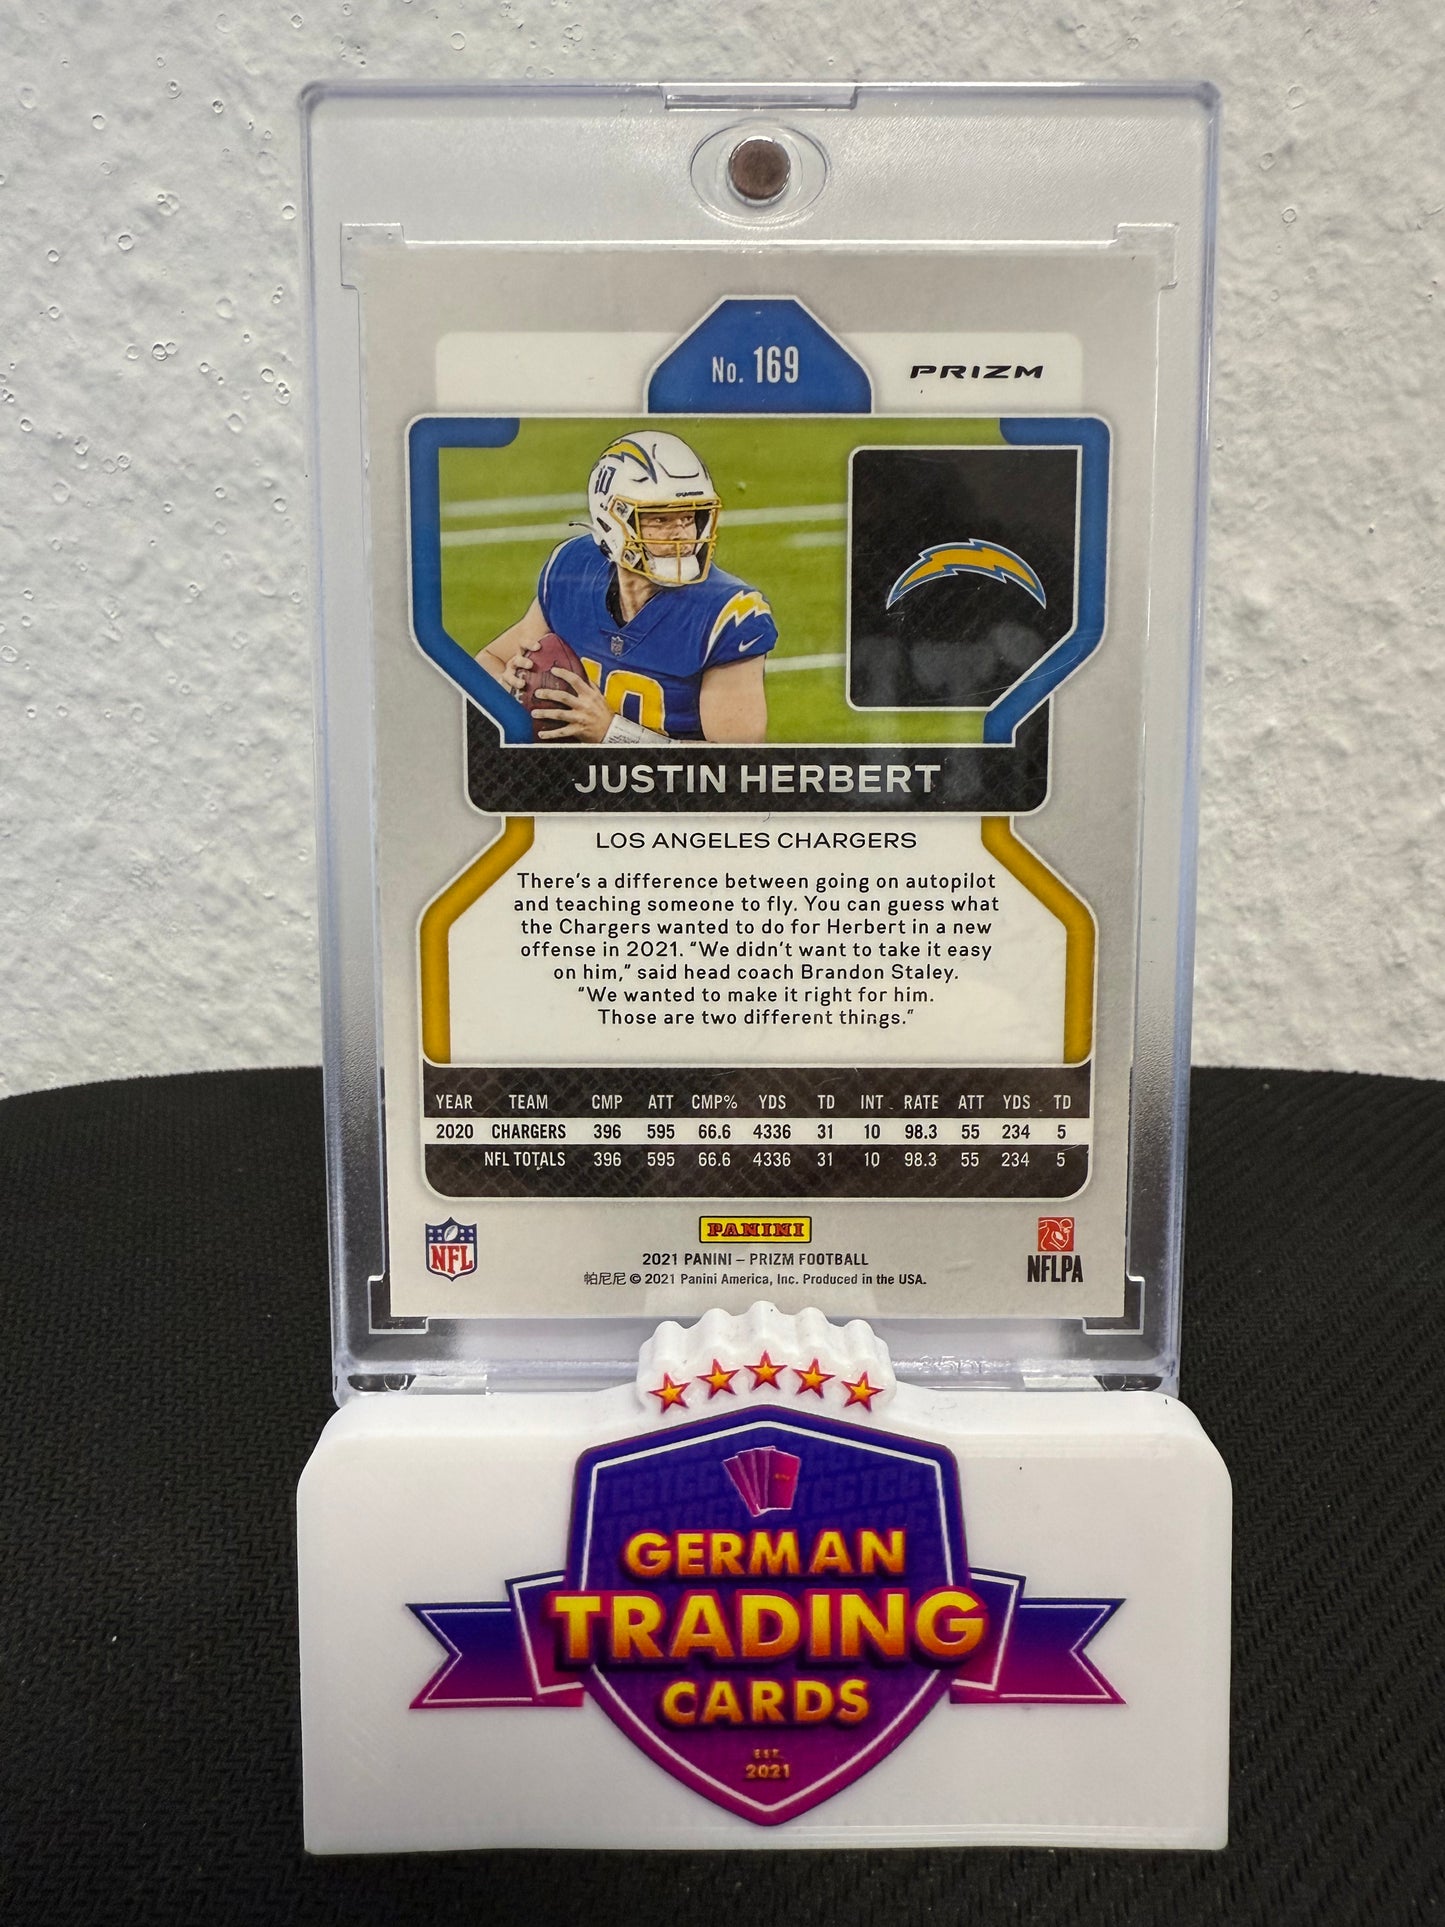 No. 169
PRIZM
JUSTIN HERBERT
LOS ANGELES CHARGERS
There's a difference between going on autopilot
and teaching someone to fly. You can guess what
the Chargers wanted to do for Herbert in a new
offense in 2021. "We didn't want to take it easy
on him," said head coach Brandon Staley.
"We wanted to make it right for him.
Those are two different things."
YEAR TEAM CMP ATT CMP% YDS TD INT RATE ATT YDS TD
2020 CHARGERS 396 595 66.6 4336 31 10 98.3 55 234 5
NFL TOTALS 396 595 66.6 4336 31 10 98.3 55 234 5
NFL
PANINI
NFLPA
2021 PANINI – PRIZM FOOTBALL
帕尼尼 © 2021 Panini America, Inc. Produced in the USA.
GERMAN
TRADING
CARDS
EST.
2021